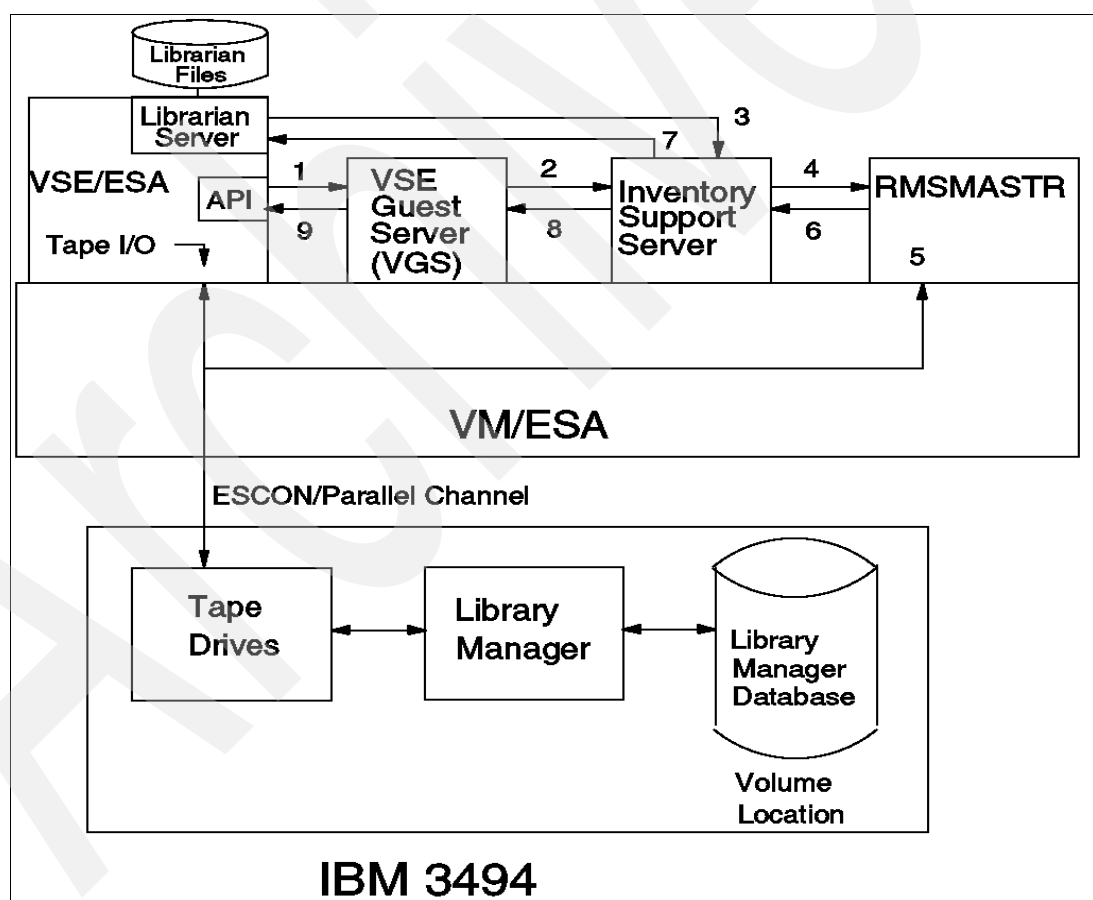 Librarian
Files
Librarian
Server
3
7
VSE/ESA
API
1
9
VSE
Guest
Server
(VGS)
2
8
Inventory
Support
Server
4
6
RMSMASTR
5
Tape I/O
VM/ESA
ESCON/Parallel Channel
Tape
Drives
Library
Manager
Library
Manager
Database
Volume
Location
IBM 3494
Archive